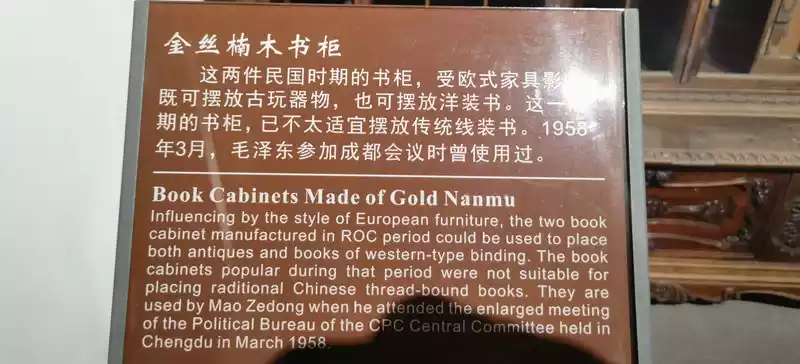 金丝楠木书柜
这两件民国时期的书柜，受欧式家具影
既可摆放古玩器物，也可摆放洋装书。这一
期的书柜，已不太适宜摆放传统线装书。1958
年3月，毛泽东参加成都会议时曾使用过。
Book Cabinets Made of Gold Nanmu
Influencing by the style of European furniture, the two book
cabinet manufactured in ROC period could be used to place
both antiques and books of western-type binding. The book
cabinets popular during that period were not suitable for
placing raditional Chinese thread-bound books. They are
used by Mao Zedong when he attended the enlarged meeting
of the Political Bureau of the CPC Central Committee held in
Chengdu in March 1958.